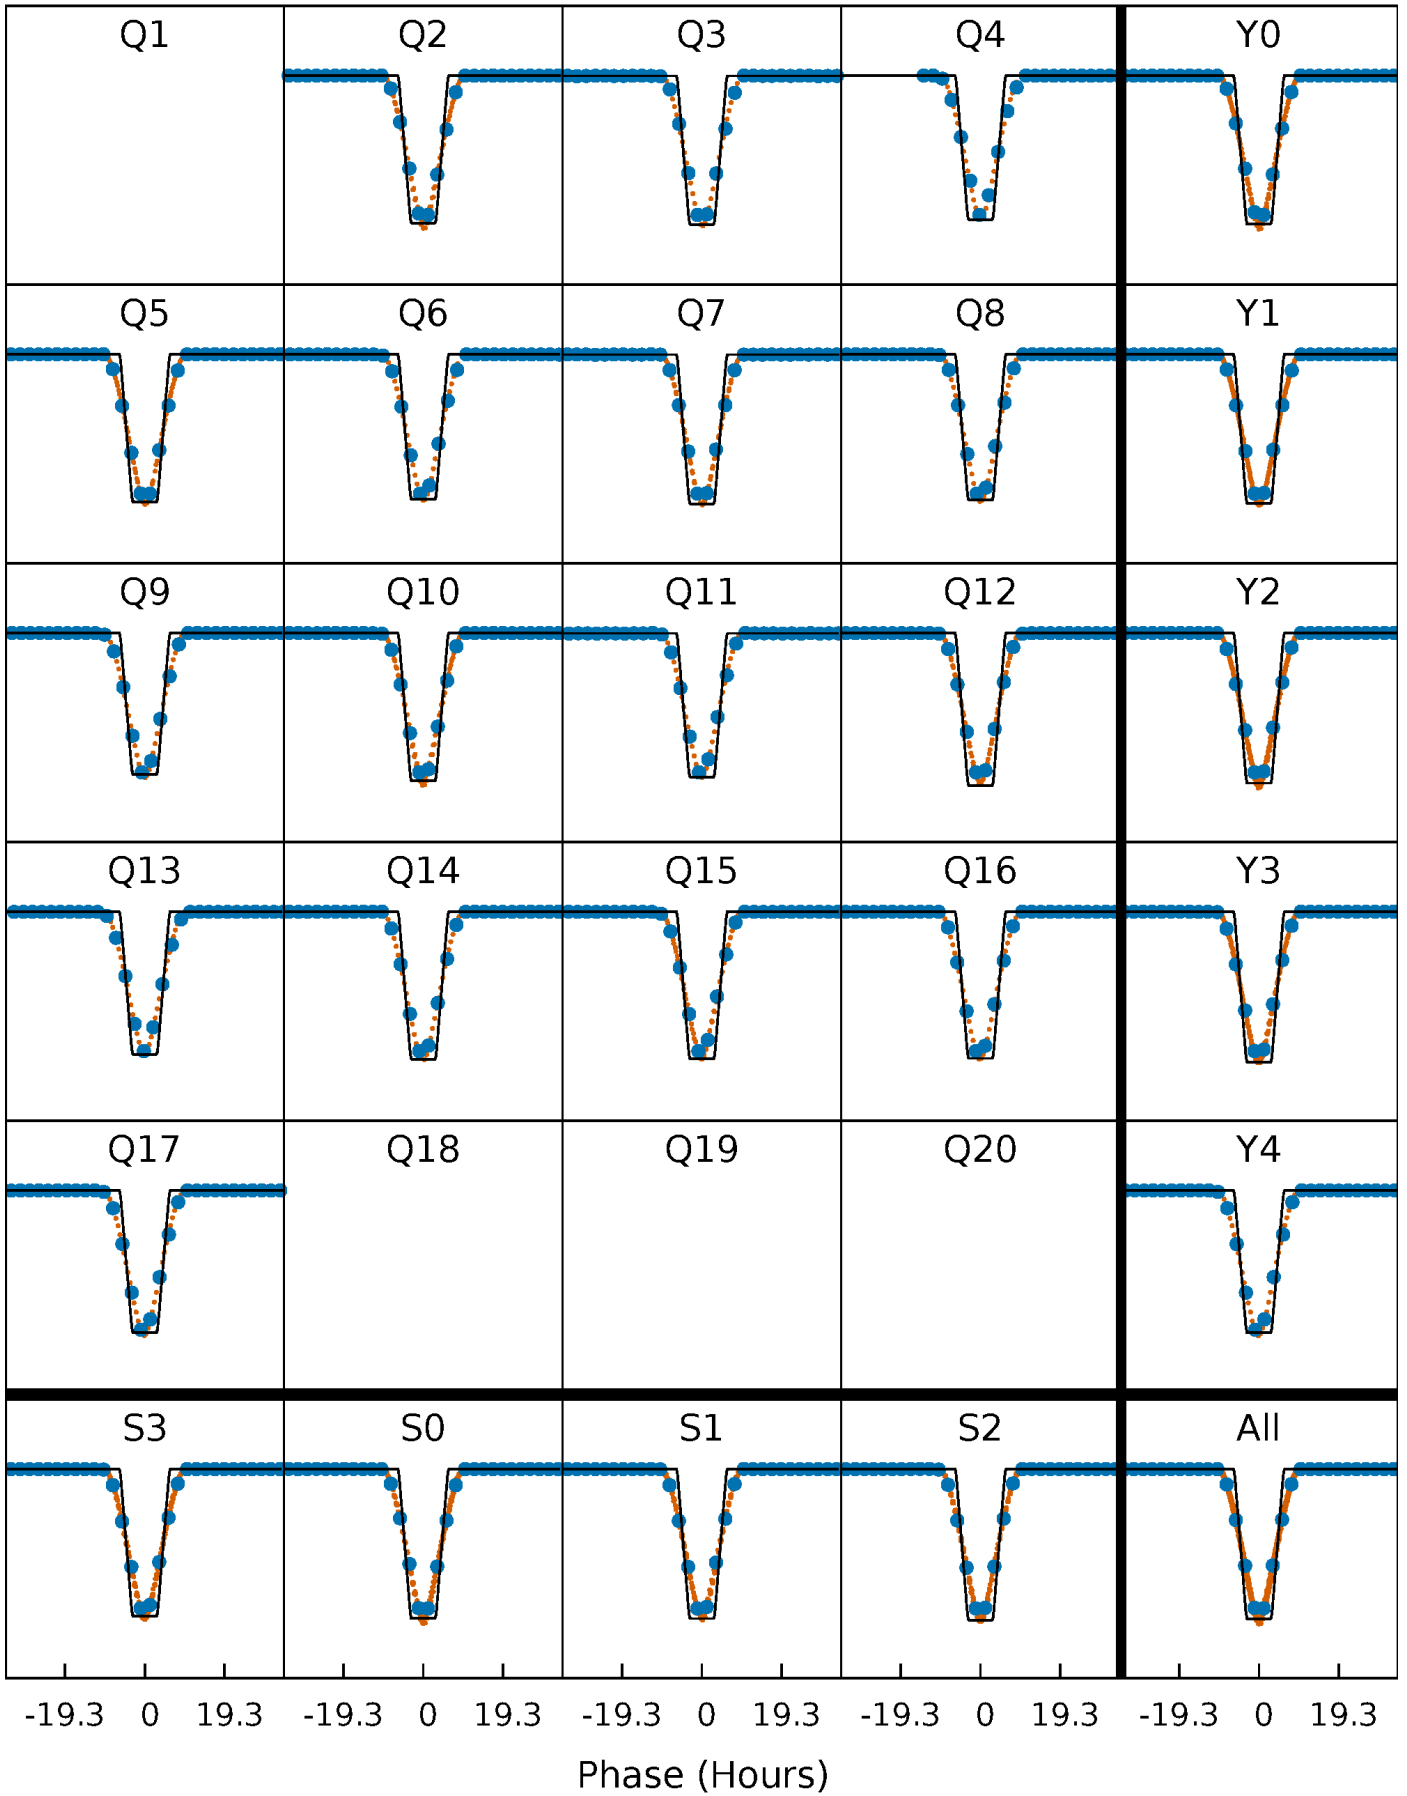 Q1 Q2 Q3 Q4 Y0
Q5 Q6 Q7 Q8 Y1
Q9 Q10 Q11 Q12 Y2
Q13 Q14 Q15 Q16 Y3
Q17 Q18 Q19 Q20 Y4
S3 S0 S1 S2 All
-19.3 0 19.3 -19.3 0 19.3 -19.3 0 19.3 -19.3 0 19.3 -19.3 0 19.3
Phase (Hours)